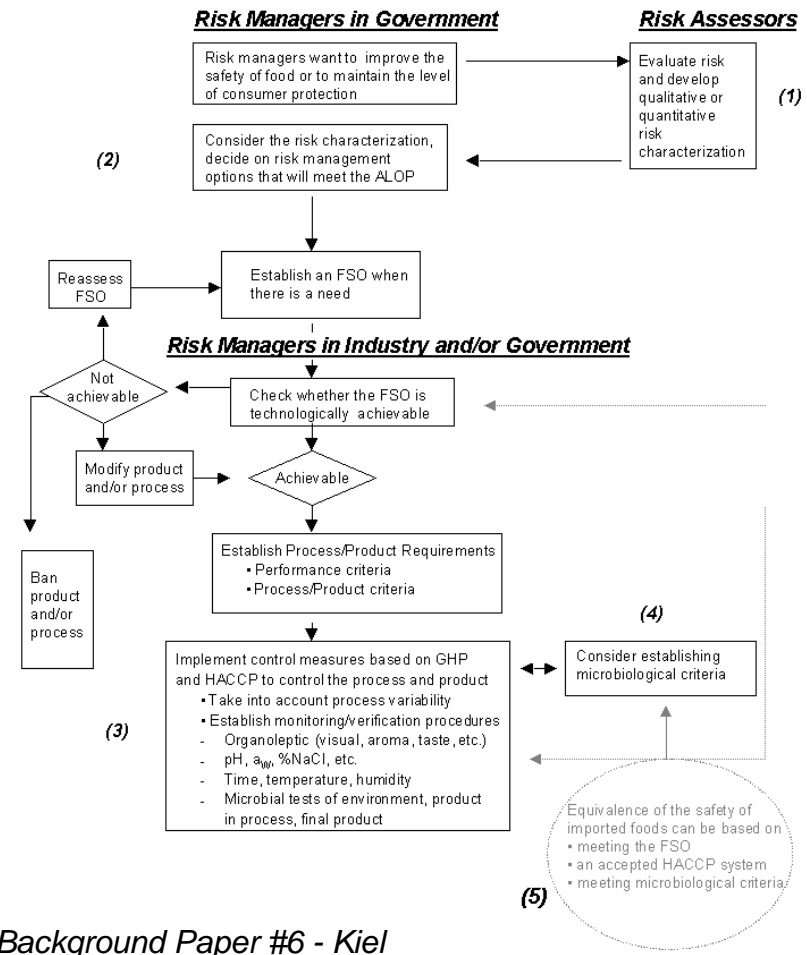 Risk Managers in Government
Risk Assessors
Risk managers want to improve the
safety of food or to maintain the level
of consumer protection
Evaluate risk
and develop
qualitative or
quantitative
risk
characterization
(1)
(2)
Consider the risk characterization,
decide on risk management
options that will meet the ALOP
Reassess
FSO
Establish an FSO when
there is a need
Risk Managers in Industry and/or Government
Not
achievable
Check whether the FSO is
technologically achievable
Modify product
and/or process
Achievable
Ban
product
and/or
process
Establish Process/Product Requirements
▪ Performance criteria
▪ Process/Product criteria
(3)
Implement control measures based on GHP
and HACCP to control the process and product
▪ Take into account process variability
▪ Establish monitoring/verification procedures
- Organoleptic (visual, aroma, taste, etc.)
- pH, aW, %NaCl, etc.
- Time, temperature, humidity
- Microbial tests of environment, product
in process, final product
(4)
Consider establishing
microbiological criteria
Equivalence of the safety of
imported foods can be based on
▪ meeting the FSO
▪ an accepted HACCP system
▪ meeting microbiological criteria
(5)
Background Paper #6 - Kiel